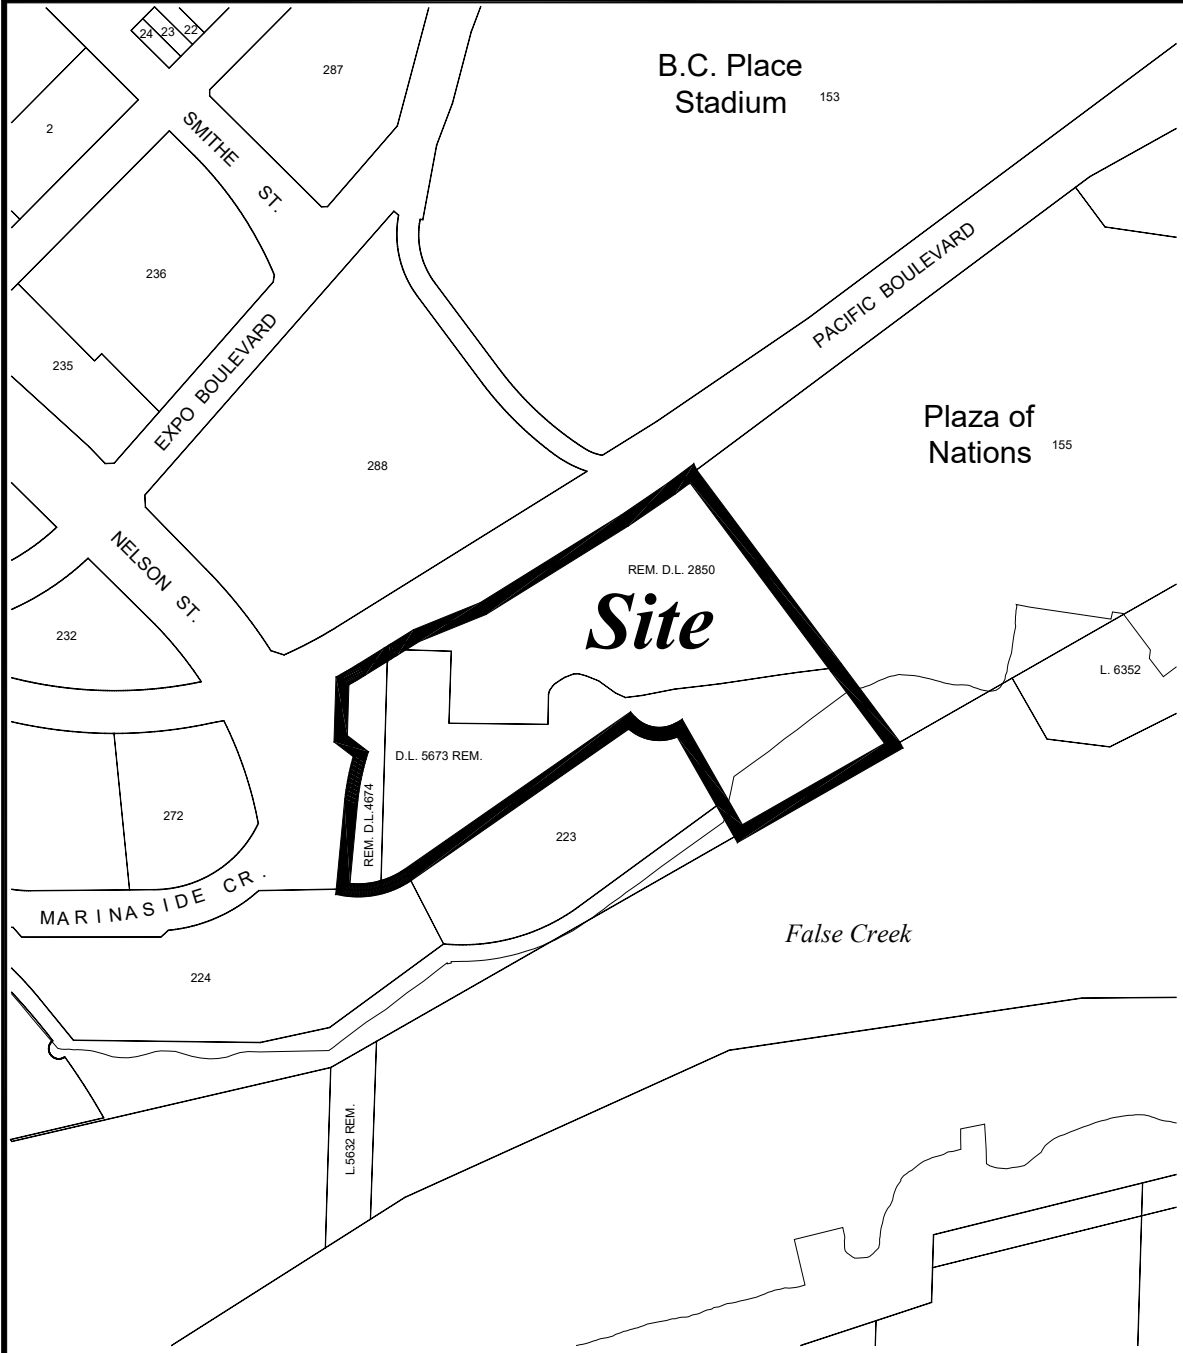 24
23
22
287
B.C. Place
Stadium
153
2
SMITHE ST.
236
PACIFIC BOULEVARD
235
EXPO BOULEVARD
Plaza of
Nations
155
288
NELSON ST.
REM. D.L. 2850
Site
232
L. 6352
D.L. 5673 REM.
REM. D.L.4674
272
223
MARINASIDE CR.
False Creek
224
L.5632 REM.